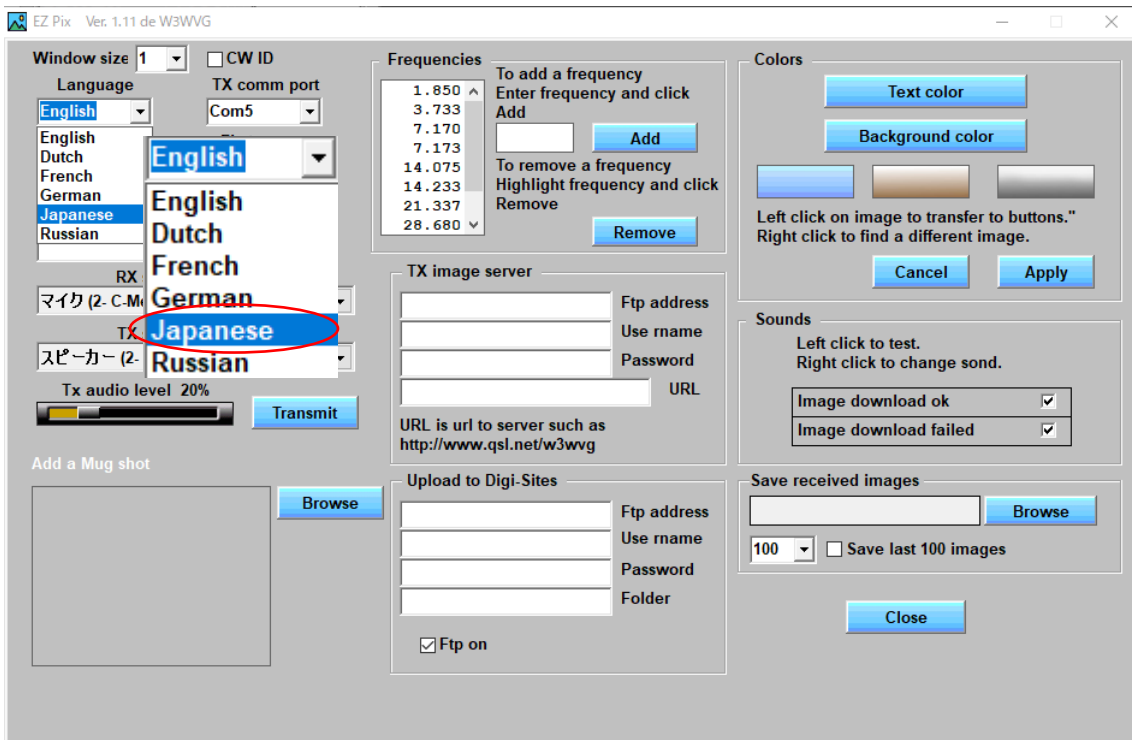 EZ Pix Ver. 1.11 de W3WVG
Window size 1
CW ID
Language
TX comm port
English
Com5
English
Dutch
French
German
Japanese
Russian
English
English
Dutch
French
German
Japanese
Russian
RX
マイク (2- C-Me
TX
スピーカー (2-
Tx audio level 20%
Transmit
Add a Mug shot
Browse
Frequencies
1.850
3.733
7.170
7.173
14.075
14.233
21.337
28.680
To add a frequency
Enter frequency and click
Add
Add
To remove a frequency
Highlight frequency and click
Remove
Remove
TX image server
Ftp address
Use rname
Password
URL
URL is url to server such as
http://www.qsl.net/w3wvg
Upload to Digi-Sites
Ftp address
Use rname
Password
Folder
Ftp on
Colors
Text color
Background color
Left click on image to transfer to buttons."
Right click to find a different image.
Cancel
Apply
Sounds
Left click to test.
Right click to change sond.
Image download ok
Image download failed
Save received images
Browse
100
Save last 100 images
Close